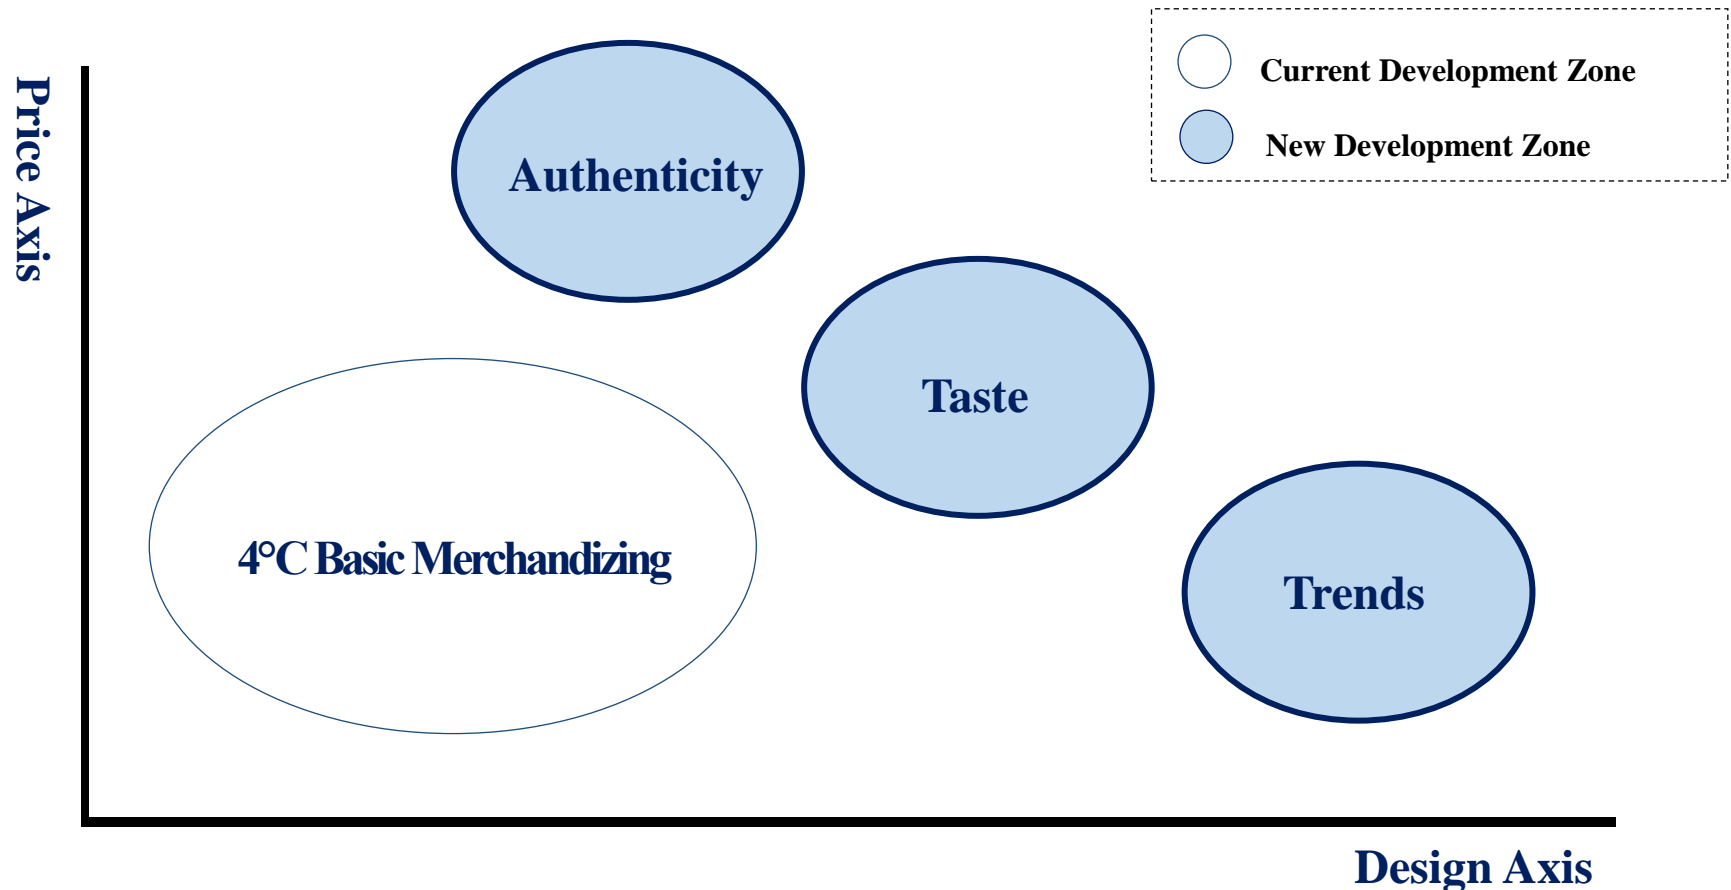 Price Axis
Current Development Zone
New Development Zone
Authenticity
Taste
4°C Basic Merchandizing
Trends
Design Axis